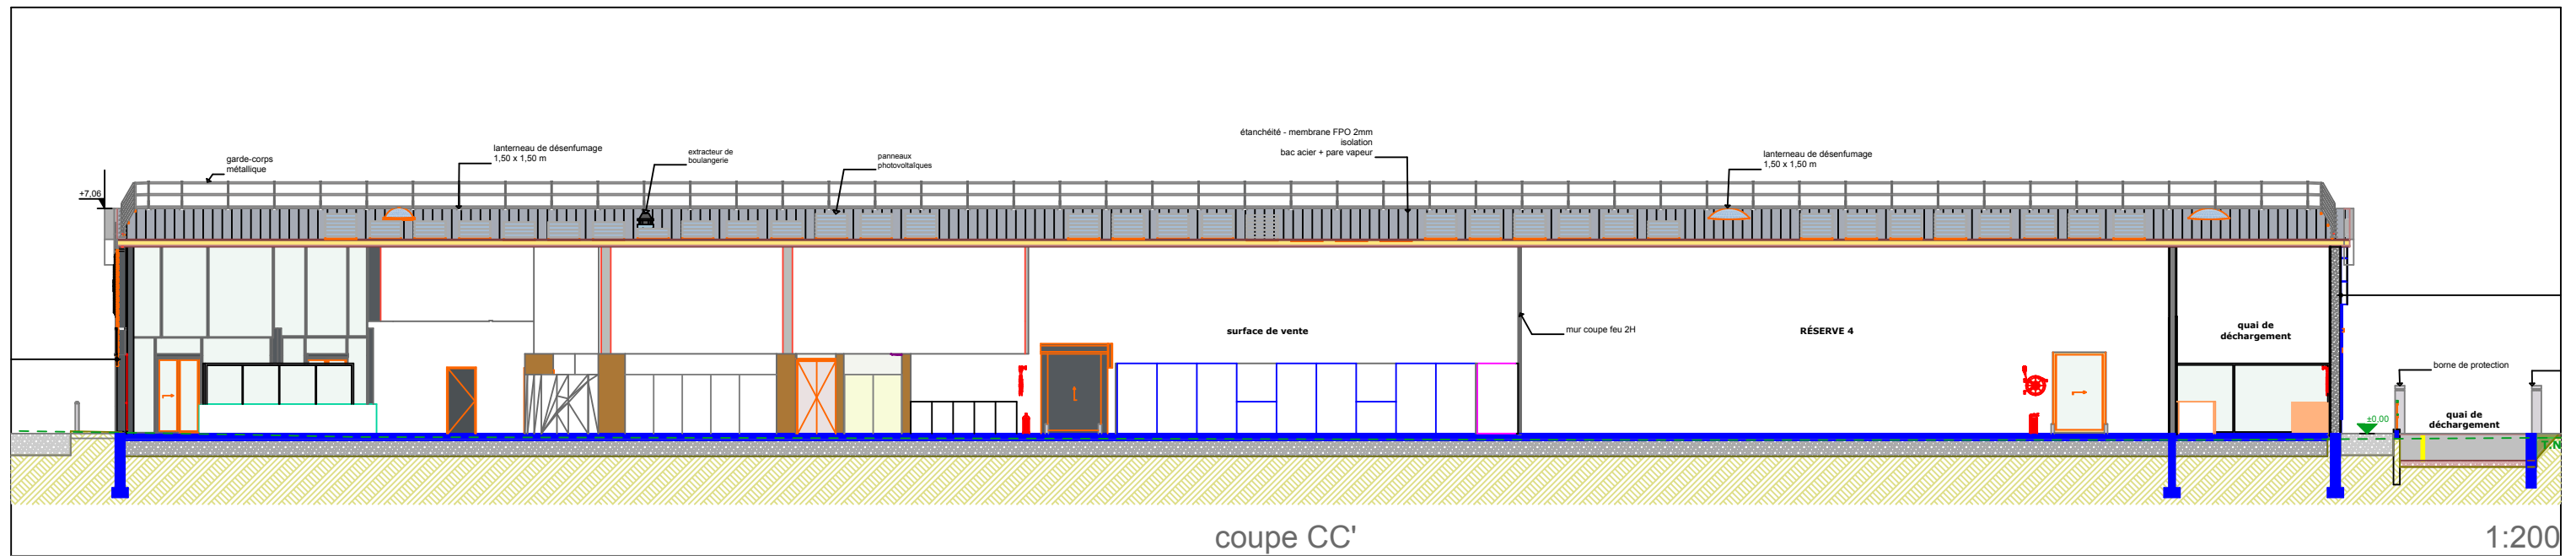 étanchéité - membrane FPO 2mm
isolation
bac acier + pare vapeur
garde-corps
métallique
lanterneau de désenfumage
1,50 x 1,50 m
extracteur de
boulangerie
panneaux
photovoltaïques
lanterneau de désenfumage
1,50 x 1,50 m
+7,06
surface de vente
mur coupe feu 2H
RÉSERVE 4
quai de
déchargement
borne de protection
±0,00
quai de
déchargement
T.N
coupe CC'
1:200